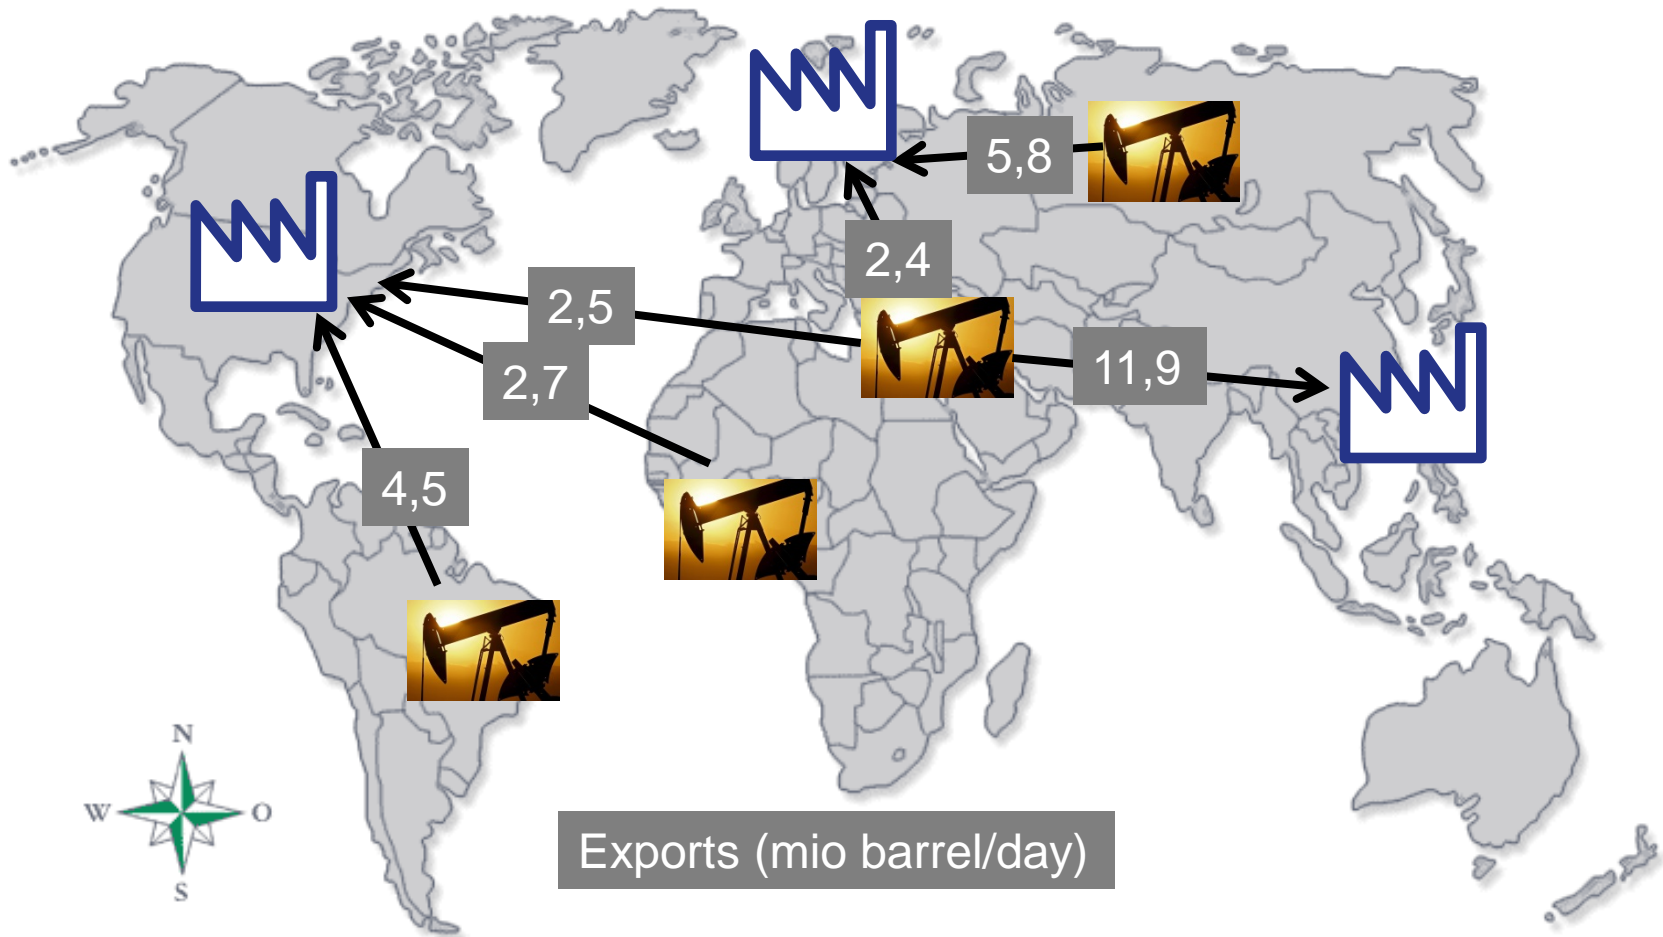 5,8
2,4
2,5
11,9
2,7
4,5
N
W
O
S
Exports (mio barrel/day)